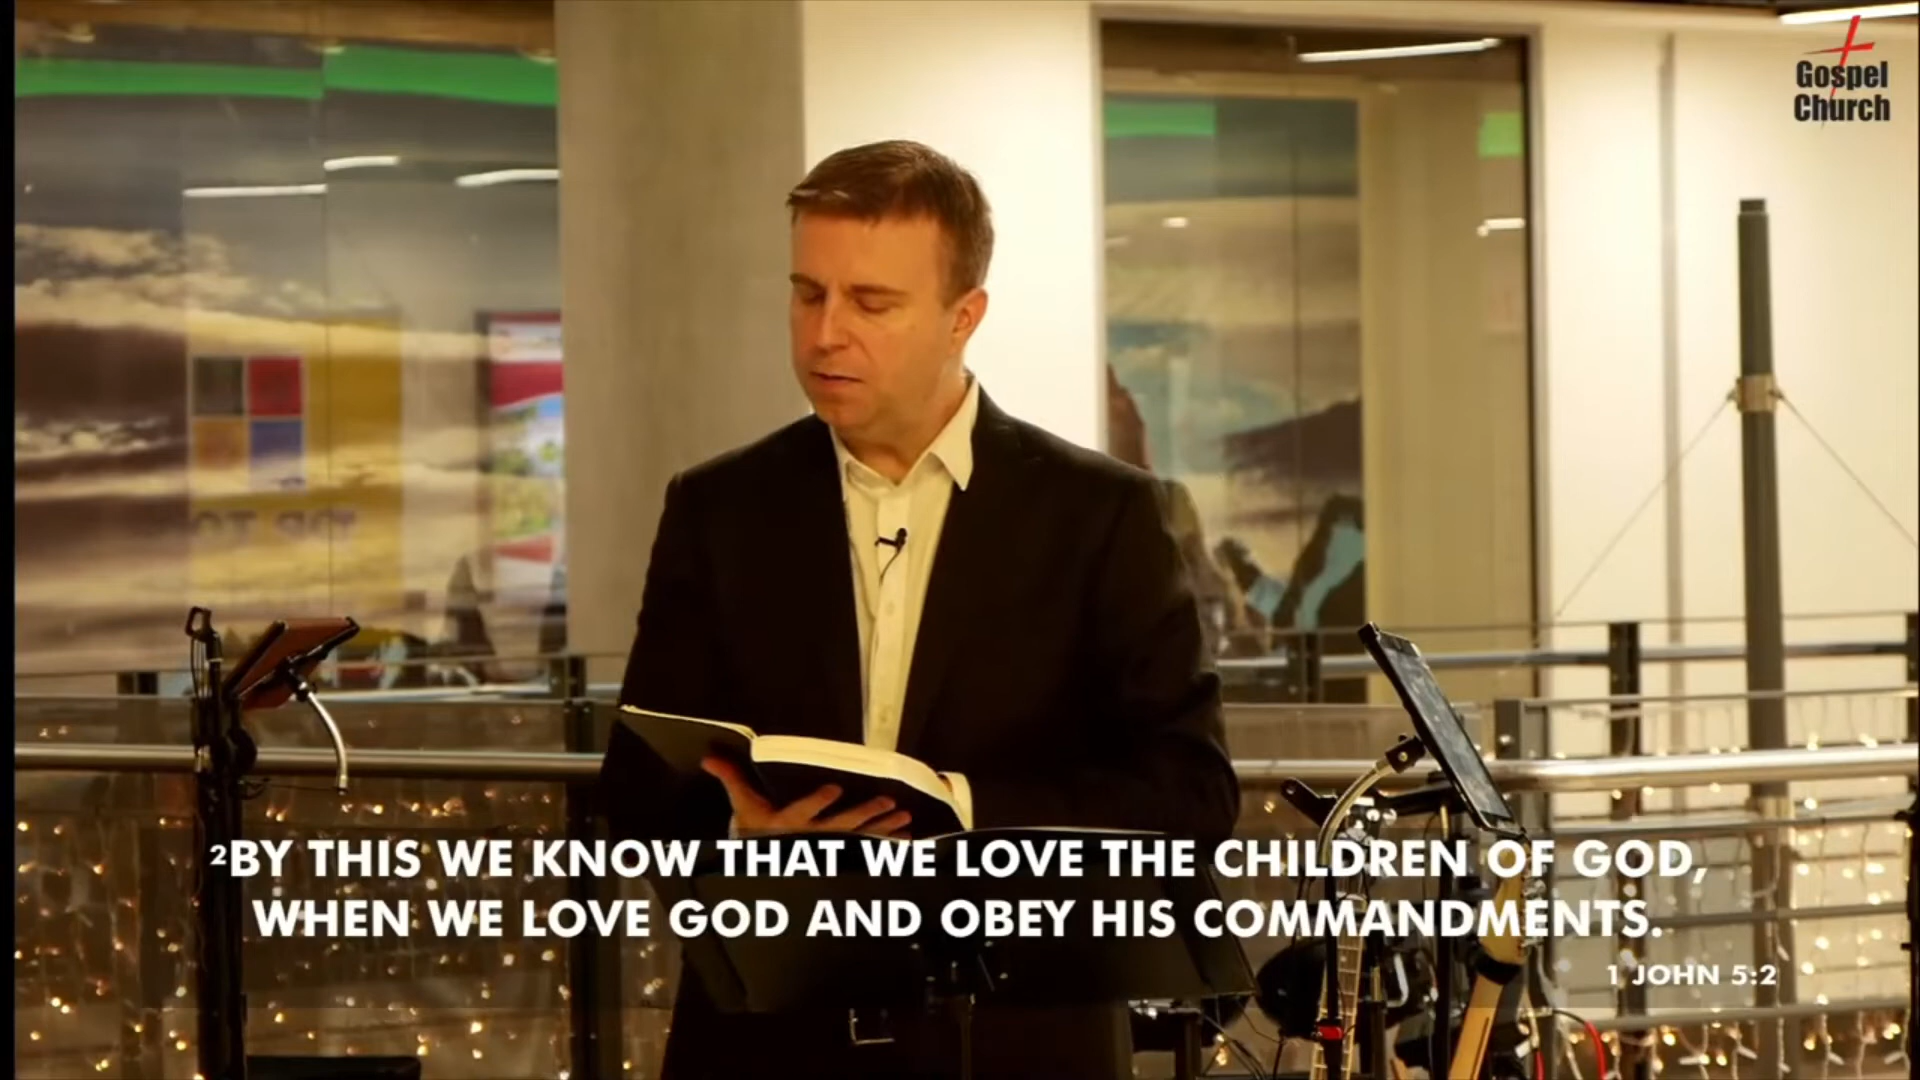 Gospel
Church
²BY THIS WE KNOW THAT WE LOVE THE CHILDREN OF GOD,
WHEN WE LOVE GOD AND OBEY HIS COMMANDMENTS.
1 JOHN 5:2